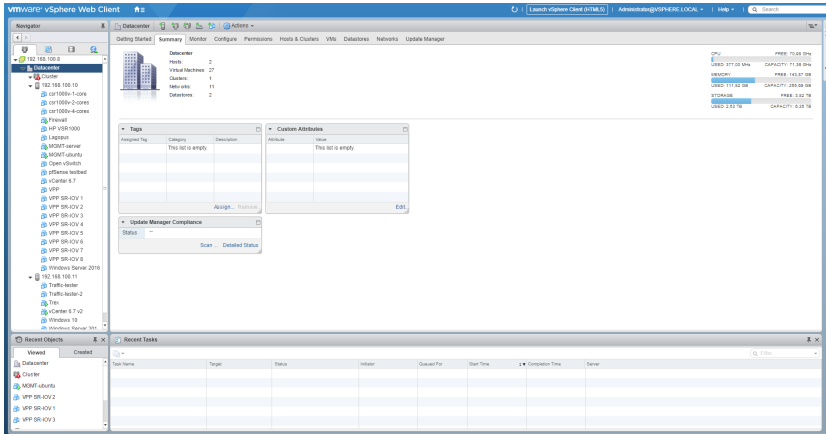 vmware® vSphere Web Client
Launch vSphere Client (HTML5) | Administrator@VSPHERE.LOCAL | Help | Search
Navigator
192.168.100.8
Datacenter
Cluster
192.168.100.10
csr1000v-1-core
csr1000v-2-cores
csr1000v-4-cores
Firewall
HP VSR1000
Lagopus
MGMT-server
MGMT-ubuntu
Open vSwitch
pfSense testbed
vCenter 6.7
VPP
VPP SR-IOV 1
VPP SR-IOV 2
VPP SR-IOV 3
VPP SR-IOV 4
VPP SR-IOV 5
VPP SR-IOV 6
VPP SR-IOV 7
VPP SR-IOV 8
Windows Server 2016
192.168.100.11
Traffic-tester
Traffic-tester-2
Trex
vCenter 6.7 v2
Windows 10
Windows Server 201
Datacenter Actions
Getting Started Summary Monitor Configure Permissions Hosts & Clusters VMs Datastores Networks Update Manager
Datacenter
Hosts: 2
Virtual Machines: 27
Clusters: 1
Networks: 11
Datastores: 2
CPU FREE: 70,98 GHz
USED: 377,00 MHz CAPACITY: 71,36 GHz
MEMORY FREE: 143,67 GB
USED: 111,92 GB
STORAGE FREE: 3,82 TB
USED: 2,53 TB CAPACITY: 6,35 TB
Tags
Assigned Tag Category Description
This list is empty.
Assign... Remove...
Custom Attributes
Attribute Value
This list is empty.
Edit...
Update Manager Compliance
Status --
Scan ... Detailed Status
Recent Objects
Viewed Created
Datacenter
Cluster
MGMT-ubuntu
VPP SR-IOV 2
VPP SR-IOV 1
VPP SR-IOV 3
Recent Tasks
Filter
Task Name Target Status Initiator Queued For Start Time 1 Completion Time Server